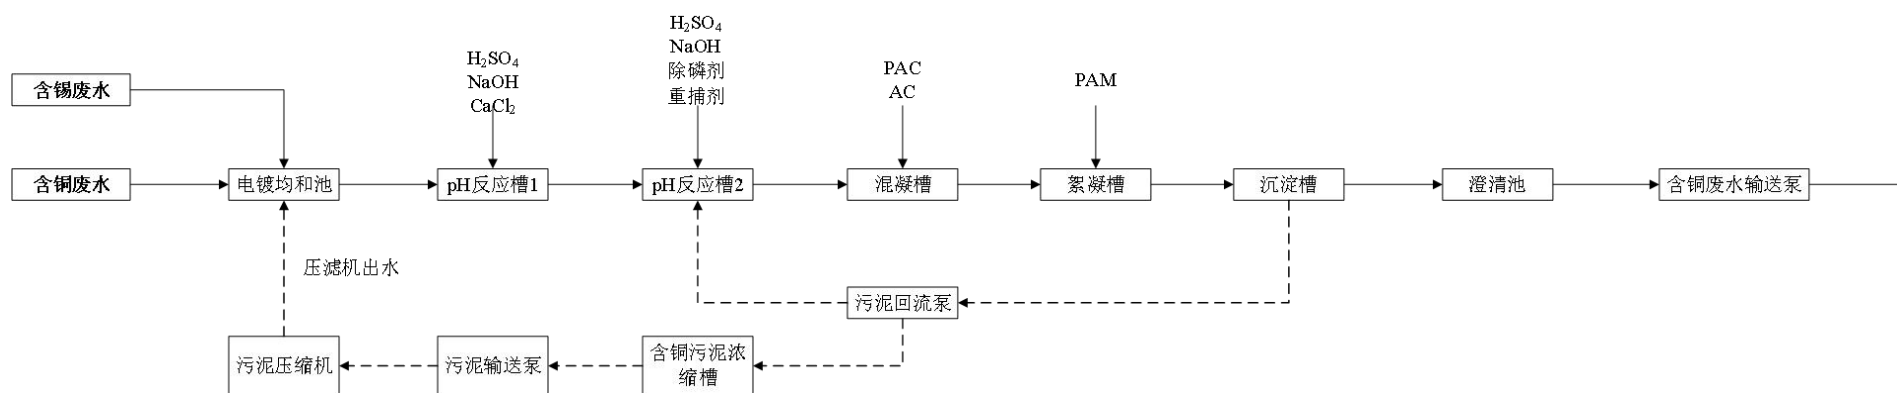 H₂SO₄
NaOH
除磷剂
重捕剂
H₂SO₄
NaOH
CaCl₂
PAC
AC
PAM
含锡废水
含铜废水
电镀均和池
pH反应槽1
pH反应槽2
混凝槽
絮凝槽
沉淀槽
澄清池
含铜废水输送泵
压滤机出水
污泥回流泵
污泥压缩机
污泥输送泵
含铜污泥浓
缩槽